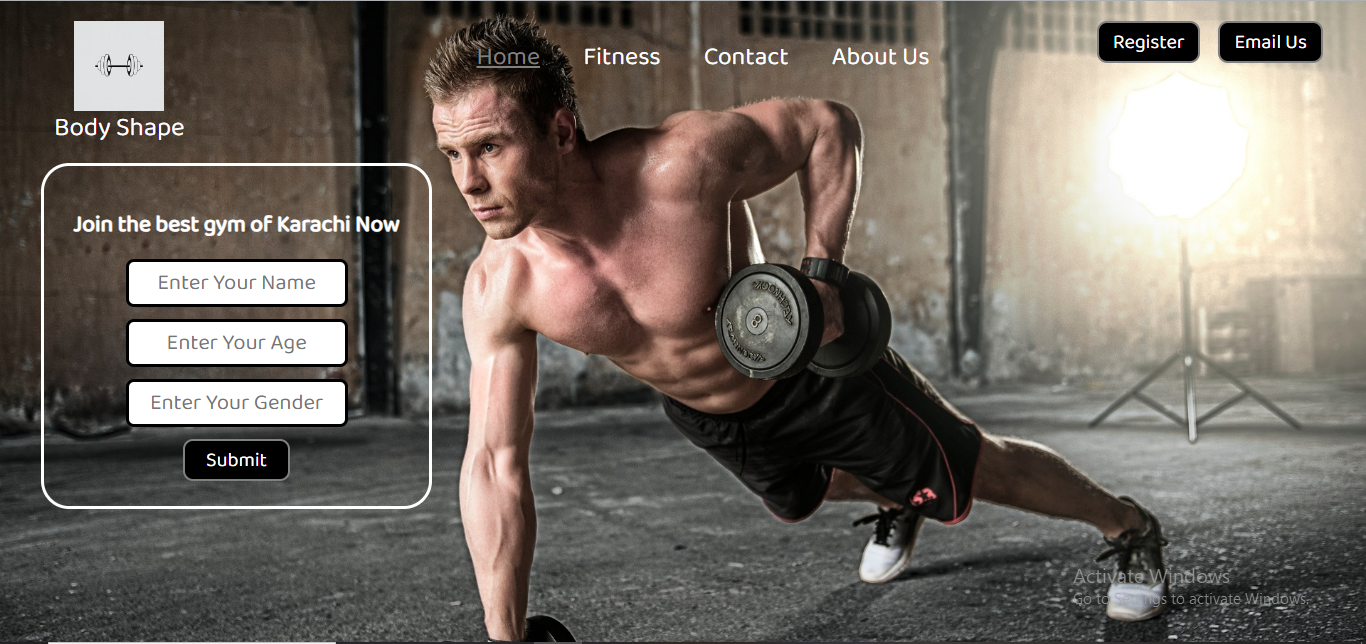 Home
Fitness
Contact
About Us
Register
Email Us
Body Shape
Join the best gym of Karachi Now
Enter Your Name
Enter Your Age
Enter Your Gender
Submit
8
Activate Windows
Go to Settings to activate Windows.